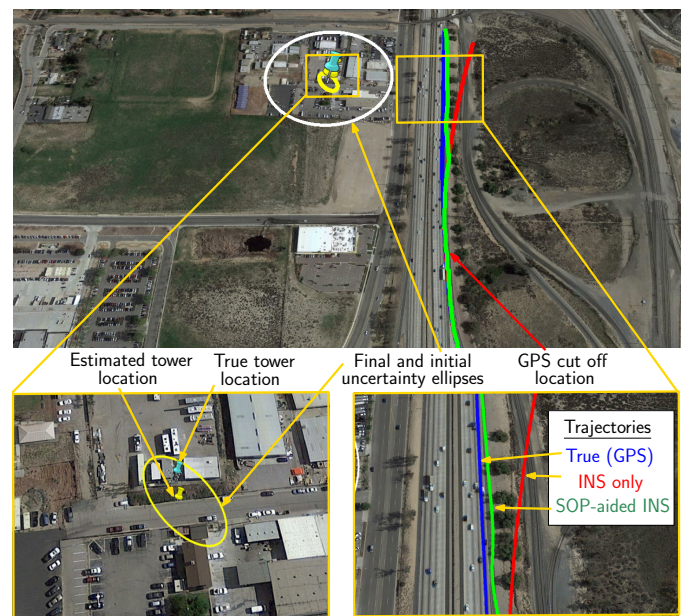 Estimated tower
location
True tower
location
Final and initial
uncertainty ellipses
GPS cut off
location
Trajectories
True (GPS)
INS only
SOP-aided INS